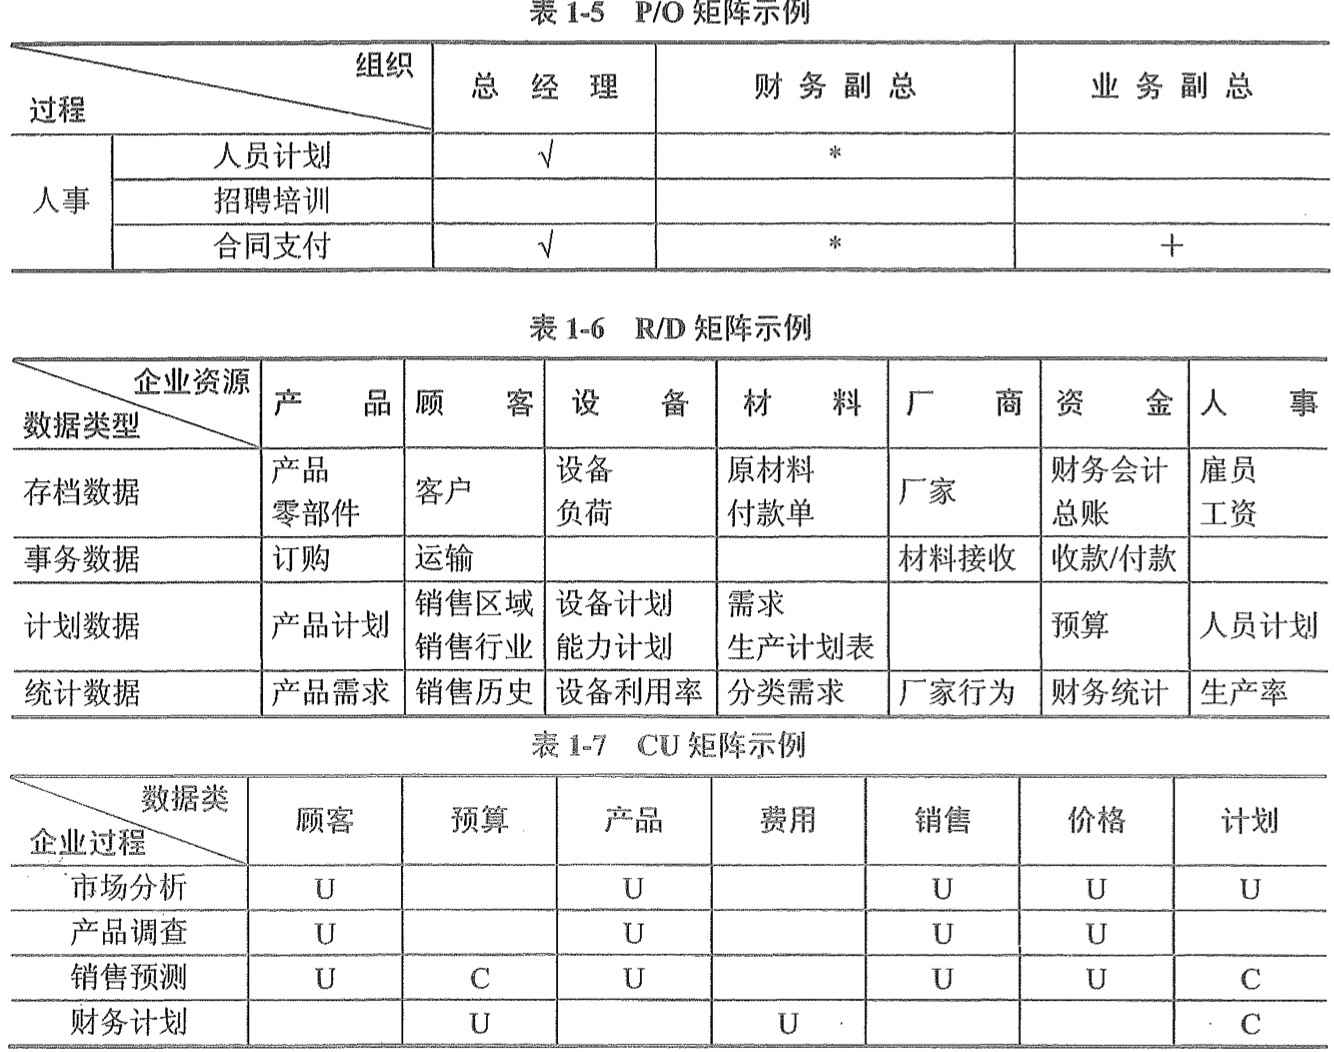 表 1-5 P/O 矩阵示例
组织
过程
总经理 财务副总 业务副总
人事
人员计划 √ *
招聘培训
合同支付 √ * +
表 1-6 R/D 矩阵示例
企业资源
数据类型
产品 顾客 设备 材料 厂商 资金 人事
存档数据
产品 零部件
客户
设备 负荷
原材料 付款单
厂家
财务会计 总账
雇员 工资
事务数据 订购 运输 材料接收 收款/付款
计划数据
产品计划
销售区域 销售行业
设备计划 能力计划
需求 生产计划表
预算
人员计划
统计数据 产品需求 销售历史 设备利用率 分类需求 厂家行为 财务统计 生产率
表 1-7 CU 矩阵示例
数据类
企业过程
顾客 预算 产品 费用 销售 价格 计划
市场分析 U U U U U
产品调查 U U U U
销售预测 U C U U U C
财务计划 U U C